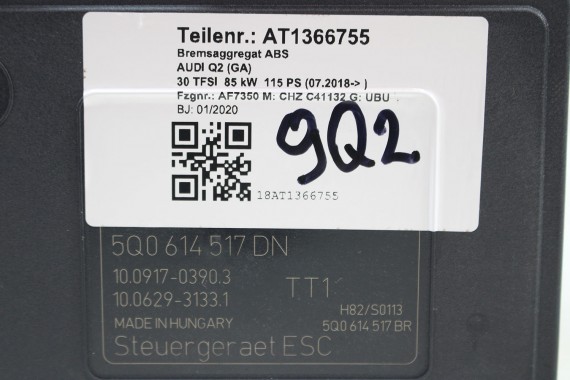 Teilenr.: AT1366755
Bremsaggregat ABS
AUDI Q2 (GA)
30 TFSI 85 kW 115 PS (07.2018-> )
Fzgnr.: AF7350 M: CHZ C41132 G: UBU
BJ: 01/2020
9Q2
18AT1366755
5Q0 614 517 DN
10.0917-0390.3
10.0629-3133.1
TT1
H82/S0113
MADE IN HUNGARY
5Q0 614 517 BR
Steuergeraet ESC